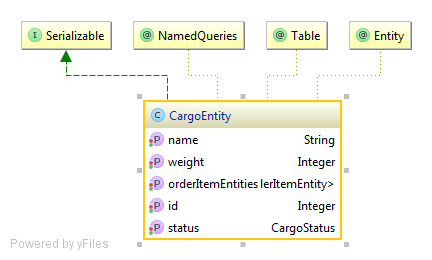 I Serializable @ NamedQueries @ Table @ Entity
C CargoEntity
P name String
P weight Integer
P orderItemEntities lerItemEntity>
P id Integer
P status CargoStatus
Powered by yFiles